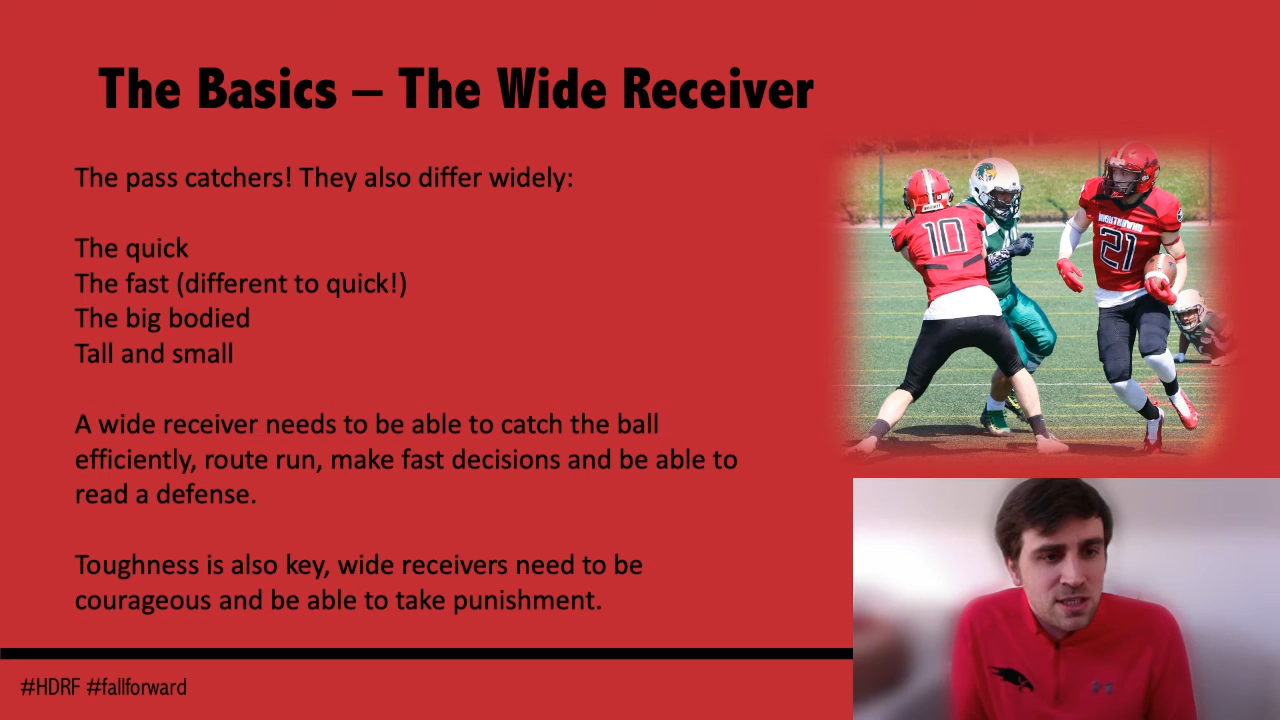 The Basics – The Wide Receiver
The pass catchers! They also differ widely:
The quick
The fast (different to quick!)
The big bodied
Tall and small
A wide receiver needs to be able to catch the ball
efficiently, route run, make fast decisions and be able to
read a defense.
Toughness is also key, wide receivers need to be
courageous and be able to take punishment.
#HDRF #fallforward
10
21